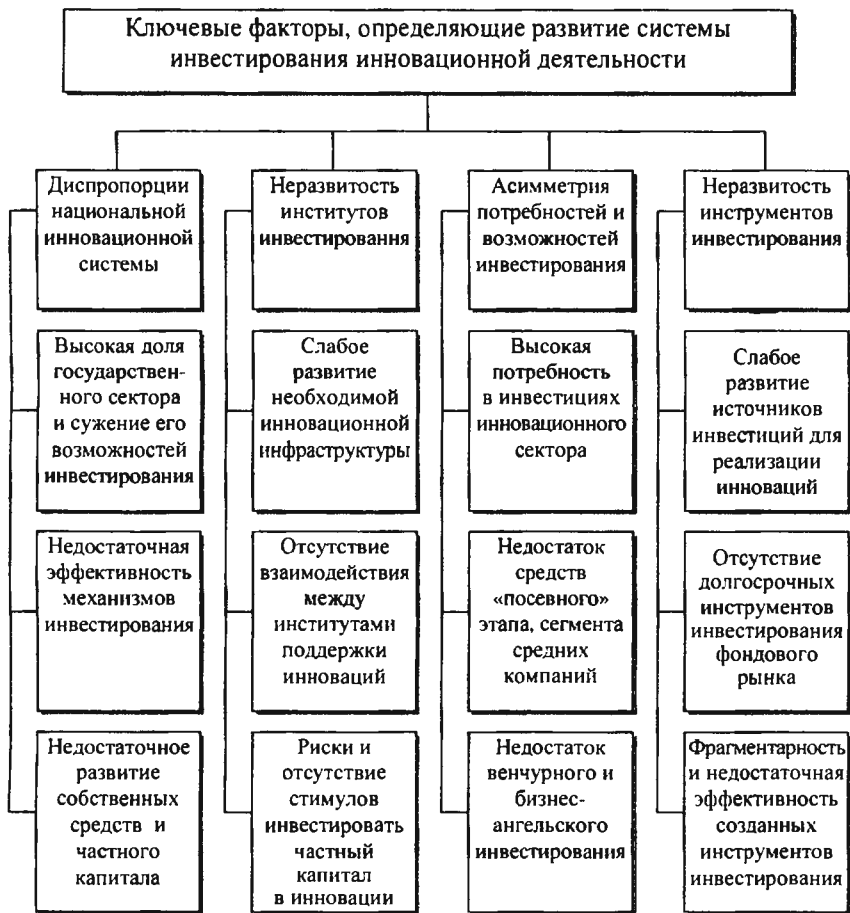 Ключевые факторы, определяющие развитие системы
инвестирования инновационной деятельности
Диспропорции
национальной
инновационной
системы
Высокая доля
государствен-
ного сектора
и сужение его
возможностей
инвестирования
Недостаточная
эффективность
механизмов
инвестирования
Недостаточное
развитие
собственных
средств и
частного
капитала
Неразвитость
институтов
инвестирования
Слабое
развитие
необходимой
инновационной
инфраструктуры
Отсутствие
взаимодействия
между
институтами
поддержки
инноваций
Риски и
отсутствие
стимулов
инвестировать
частный
капитал
в инновации
Асимметрия
потребностей и
возможностей
инвестирования
Высокая
потребность
в инвестициях
инновационного
сектора
Недостаток
средств
«посевного»
этапа, сегмента
средних
компаний
Недостаток
венчурного и
бизнес-
ангельского
инвестирования
Неразвитость
инструментов
инвестирования
Слабое
развитие
источников
инвестиций для
реализации
инноваций
Отсутствие
долгосрочных
инструментов
инвестирования
фондового
рынка
Фрагментарность
и недостаточная
эффективность
созданных
инструментов
инвестирования